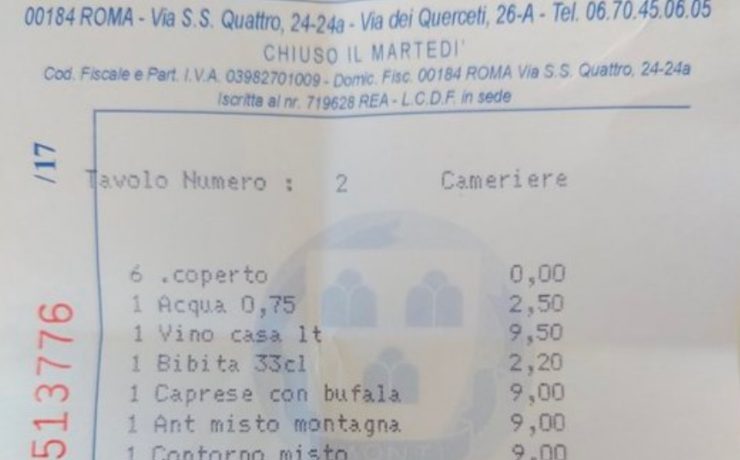 00184 ROMA - Via S.S. Quattro, 24-24a - Via dei Querceti, 26-A - Tel. 06.70.45.06.05
CHIUSO IL MARTEDI'
Cod. Fiscale e Part. I.V.A. 03982701009 - Domic. Fisc. 00184 ROMA Via S.S. Quattro, 24-24a
Iscritta al nr. 719628 REA - L.C.D.F. in sede
/17
Tavolo Numero : 2 Cameriere
6 .coperto 0,00
1 Acqua 0,75 2,50
1 Vino casa lt 9,50
1 Bibita 33cl 2,20
1 Caprese con bufala 9,00
1 Ant misto montagna 9,00
1 Contorno misto 9,00
513776